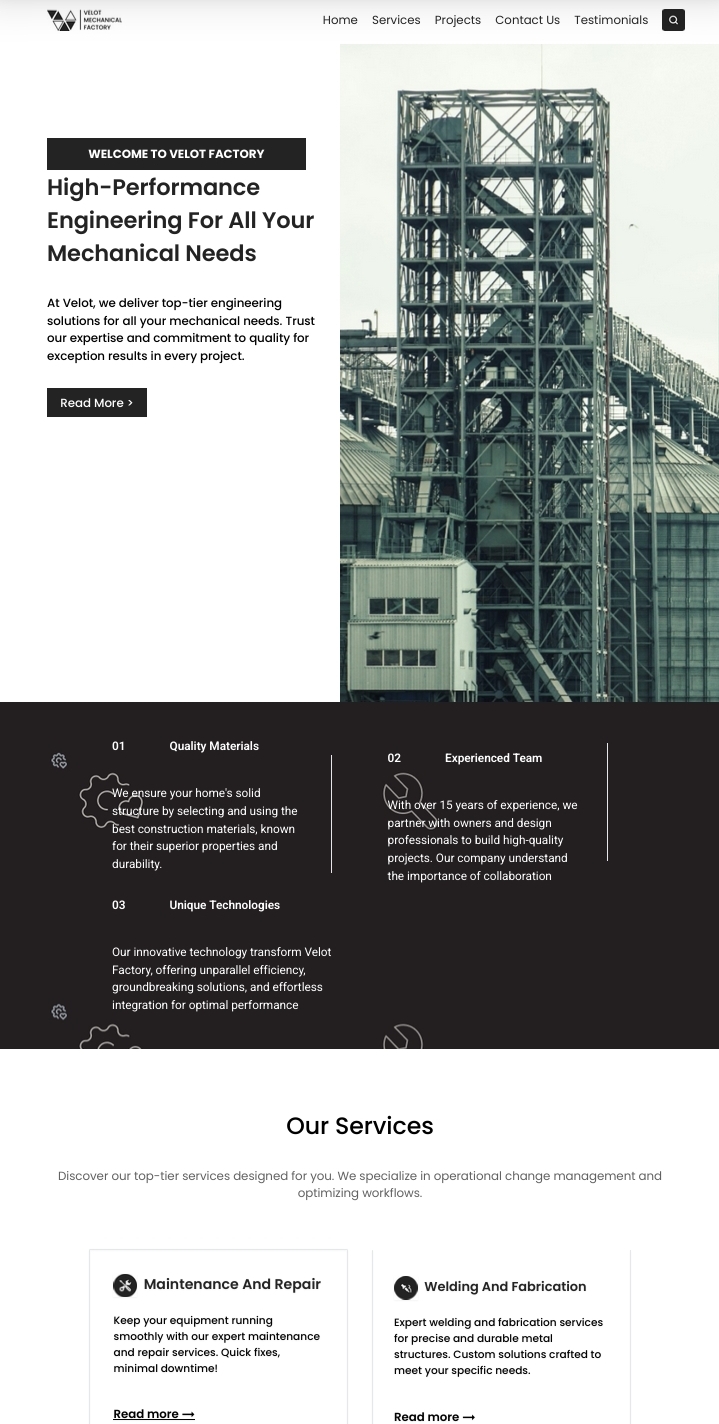 VELOT
MECHANICAL
FACTORY
Home Services Projects Contact Us Testimonials
WELCOME TO VELOT FACTORY
High-Performance
Engineering For All Your
Mechanical Needs
At Velot, we deliver top-tier engineering
solutions for all your mechanical needs. Trust
our expertise and commitment to quality for
exception results in every project.
Read More >
01 Quality Materials
We ensure your home's solid
structure by selecting and using the
best construction materials, known
for their superior properties and
durability.
02 Experienced Team
With over 15 years of experience, we
partner with owners and design
professionals to build high-quality
projects. Our company understand
the importance of collaboration
03 Unique Technologies
Our innovative technology transform Velot
Factory, offering unparallel efficiency,
groundbreaking solutions, and effortless
integration for optimal performance
Our Services
Discover our top-tier services designed for you. We specialize in operational change management and
optimizing workflows.
Maintenance And Repair
Keep your equipment running
smoothly with our expert maintenance
and repair services. Quick fixes,
minimal downtime!
Read more →
Welding And Fabrication
Expert welding and fabrication services
for precise and durable metal
structures. Custom solutions crafted to
meet your specific needs.
Read more →